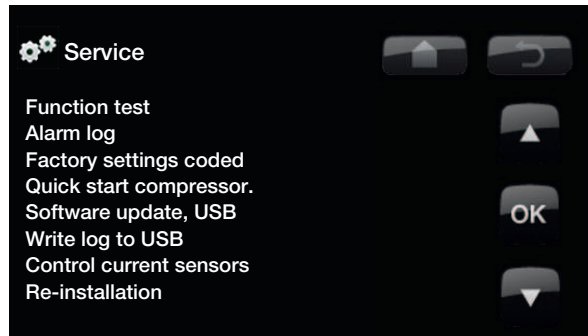 Service
Function test
Alarm log
Factory settings coded
Quick start compressor.
Software update, USB
OK
Write log to USB
Control current sensors
Re-installation